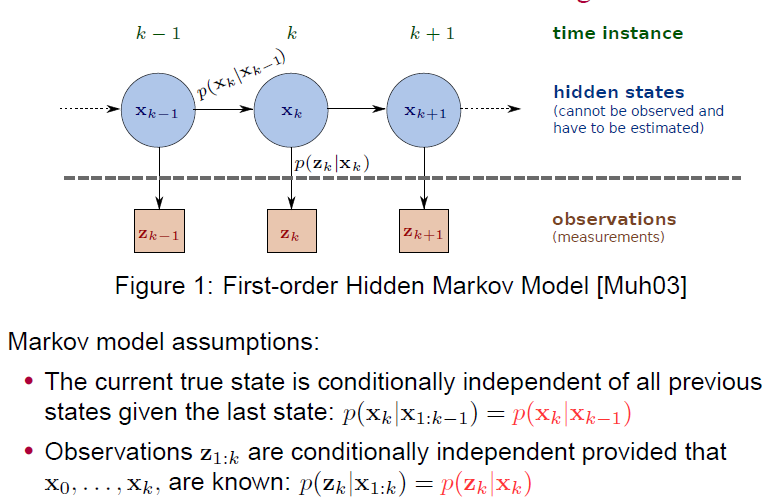 k − 1 k k + 1 time instance
p(x_k|x_{k−1})
hidden states
x_{k−1} x_k x_{k+1} (cannot be observed and
have to be estimated)
p(z_k|x_k)
observations
z_{k−1} z_k z_{k+1} (measurements)
Figure 1: First-order Hidden Markov Model [Muh03]
Markov model assumptions:
• The current true state is conditionally independent of all previous
states given the last state: p(x_k|x_{1:k−1}) = p(x_k|x_{k−1})
• Observations z_{1:k} are conditionally independent provided that
x_0, . . . , x_k, are known: p(z_k|x_{1:k}) = p(z_k|x_k)